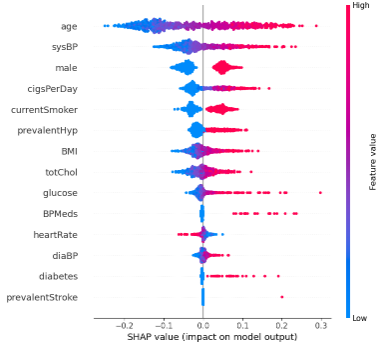 High
age
sysBP
male
cigsPerDay
currentSmoker
prevalentHyp
BMI
totChol
glucose
BPMeds
heartRate
diaBP
diabetes
prevalentStroke
Feature value
Low
−0.2 −0.1 0.0 0.1 0.2 0.3
SHAP value (impact on model output)